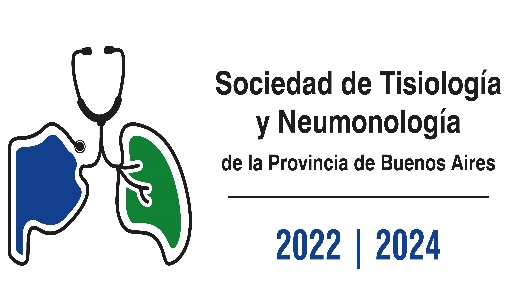 Sociedad de Tisiología
y Neumonología
de la Provincia de Buenos Aires
2022 | 2024